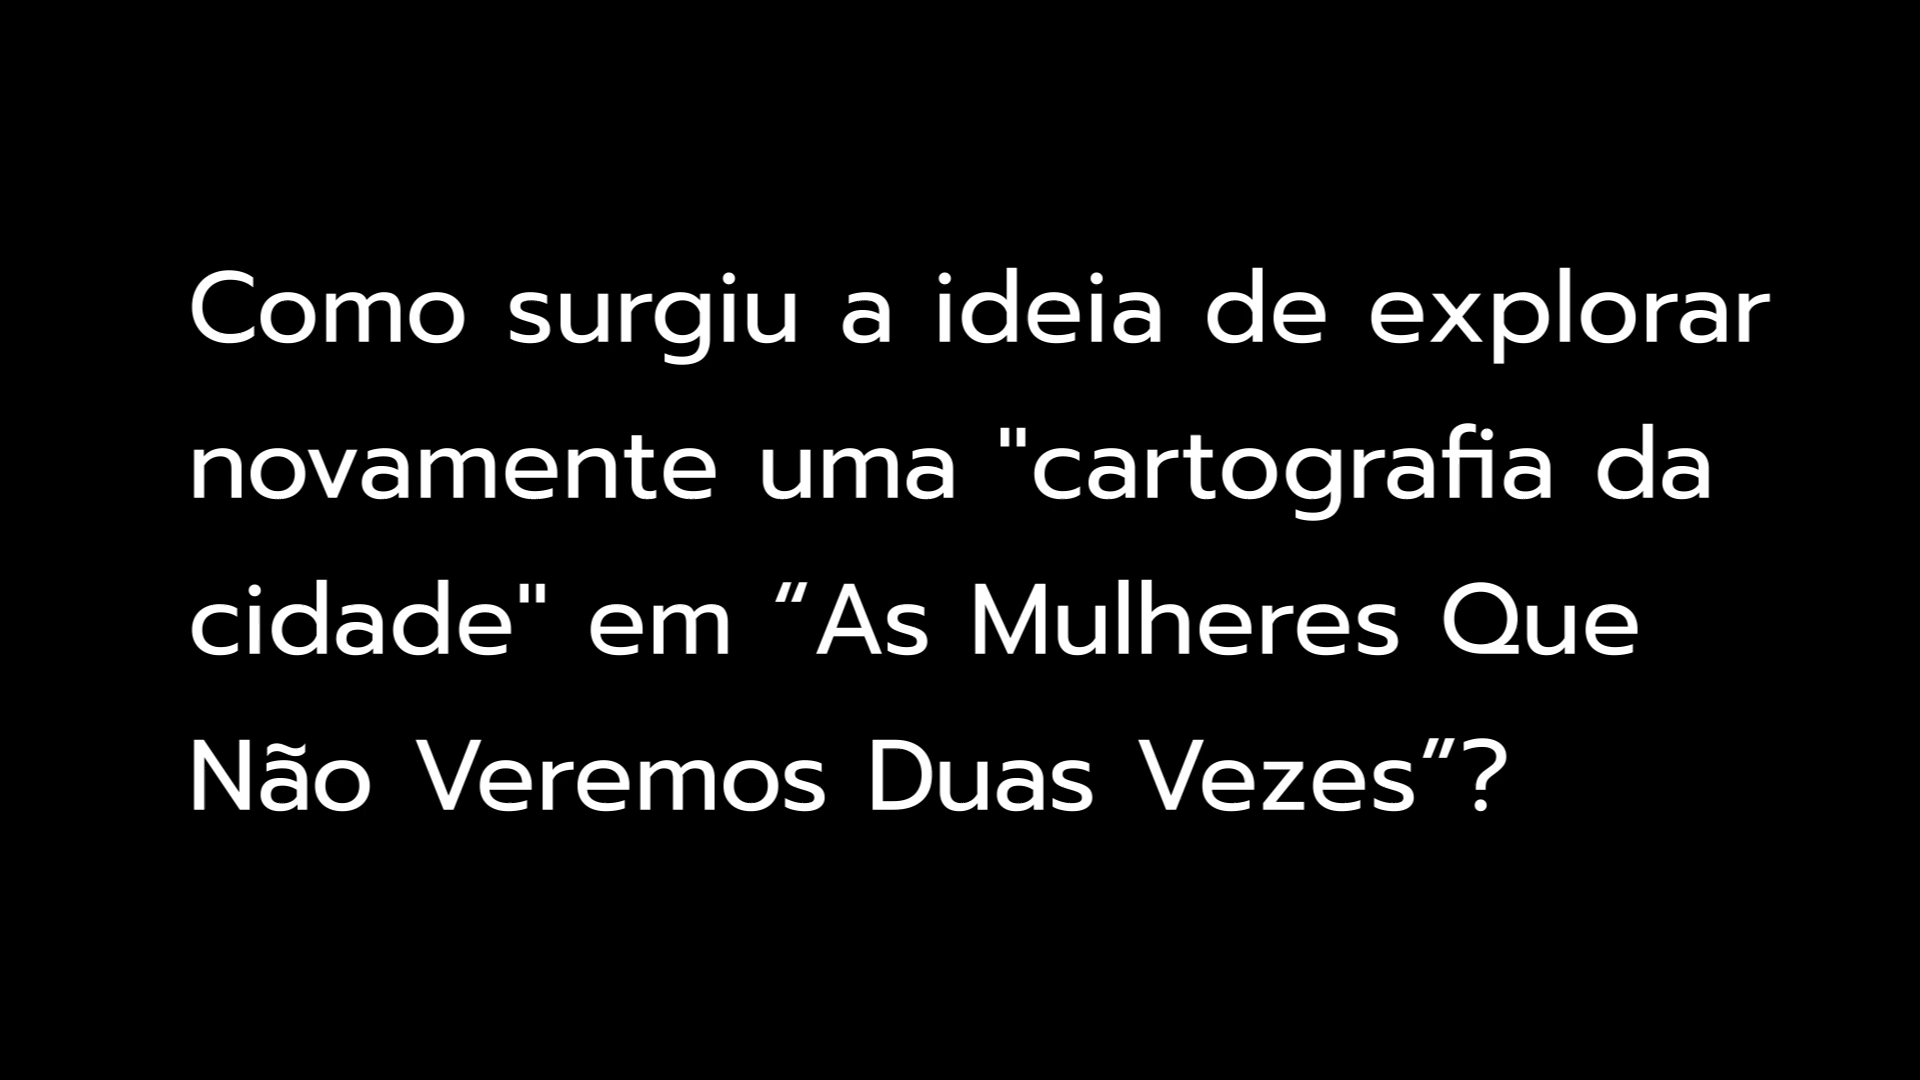 Como surgiu a ideia de explorar
novamente uma "cartografia da
cidade" em “As Mulheres Que
Não Veremos Duas Vezes”?